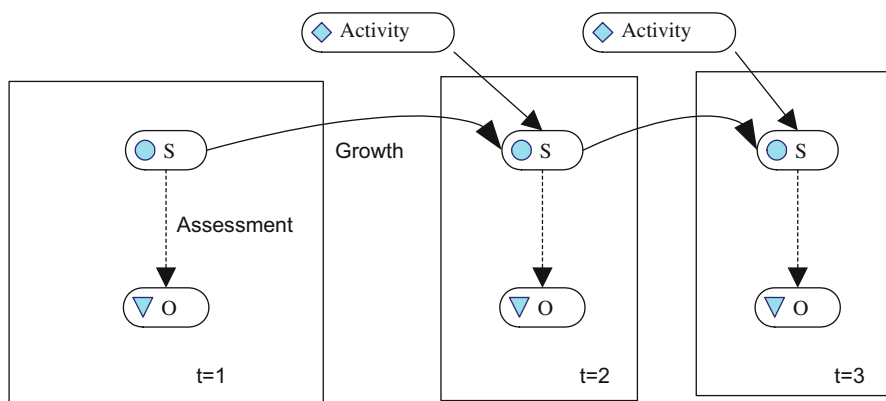 Activity
Activity
S
Growth
S
S
Assessment
O
O
O
t=1
t=2
t=3